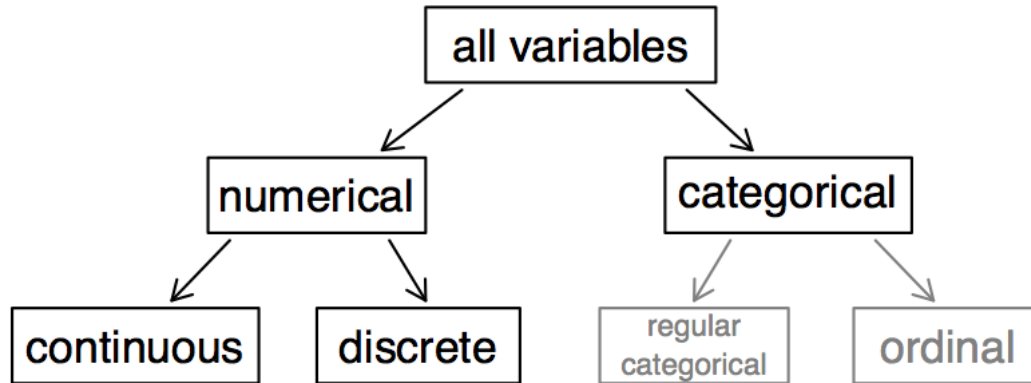 all variables
numerical
categorical
continuous
discrete
regular
categorical
ordinal